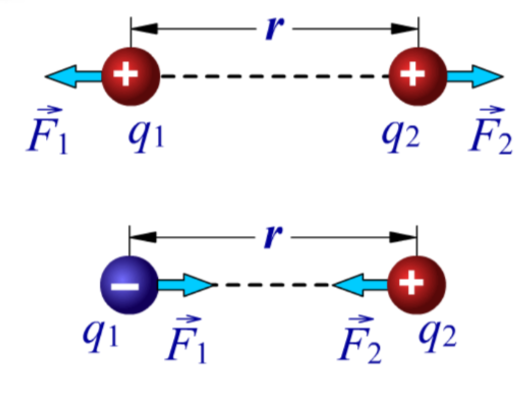 r
+ +
F⃗₁ q₁ q₂ F⃗₂
r
− +
q₁ F⃗₁ F⃗₂ q₂